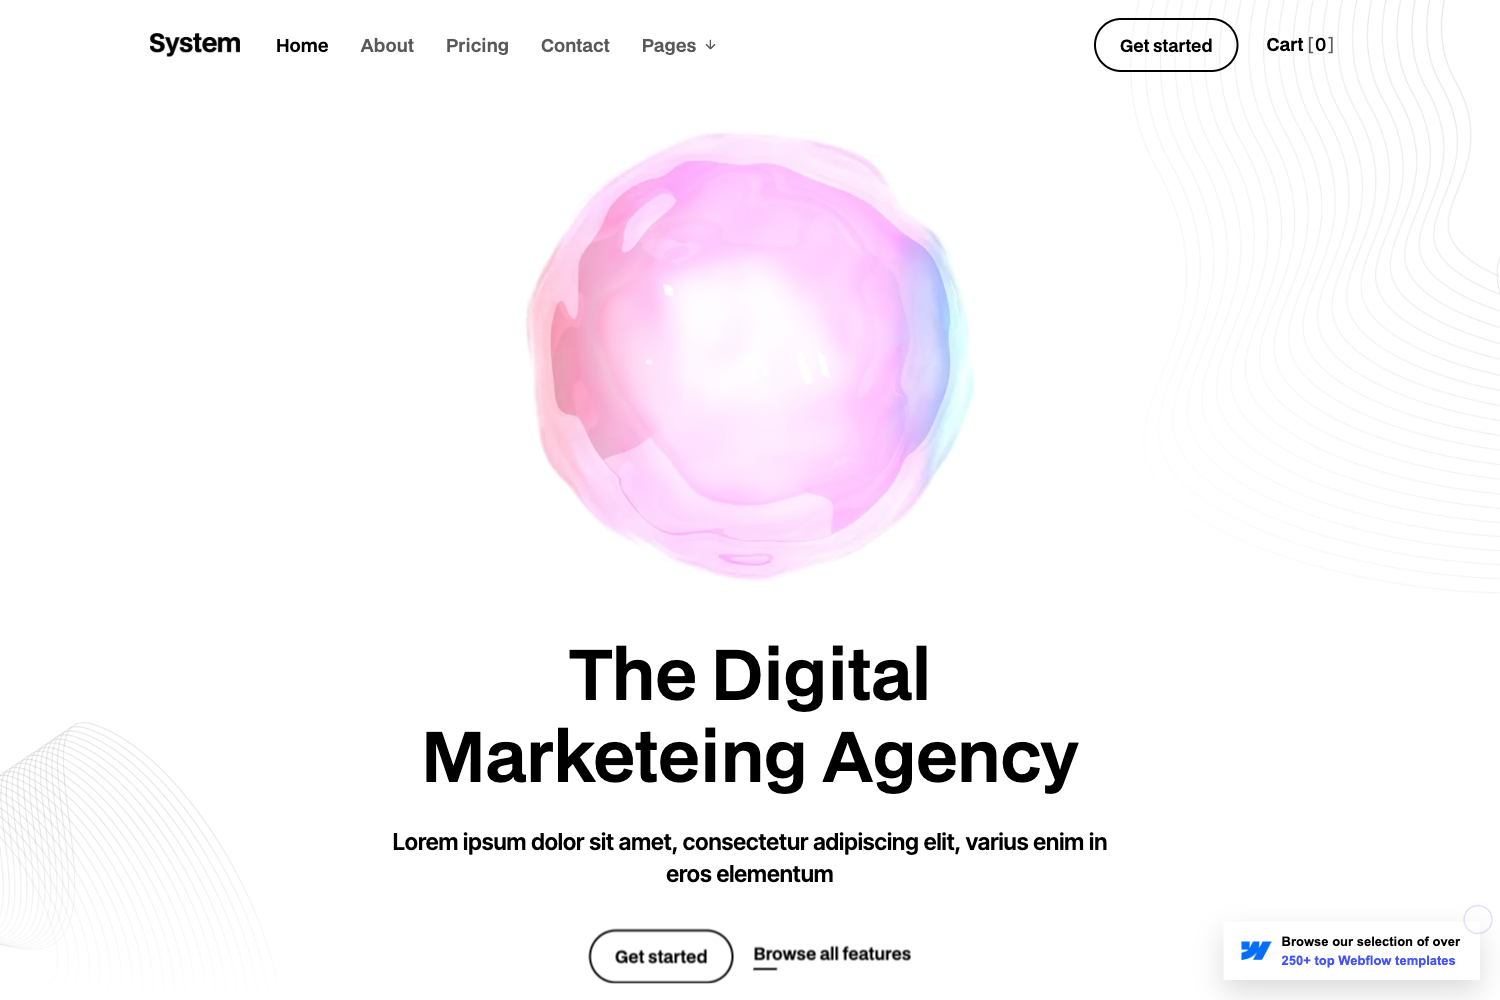 System
Home
About
Pricing
Contact
Pages ↓
Get started
Cart [0]
The Digital
Marketeing Agency
Lorem ipsum dolor sit amet, consectetur adipiscing elit, varius enim in
eros elementum
Get started
Browse all features
Browse our selection of over
250+ top Webflow templates